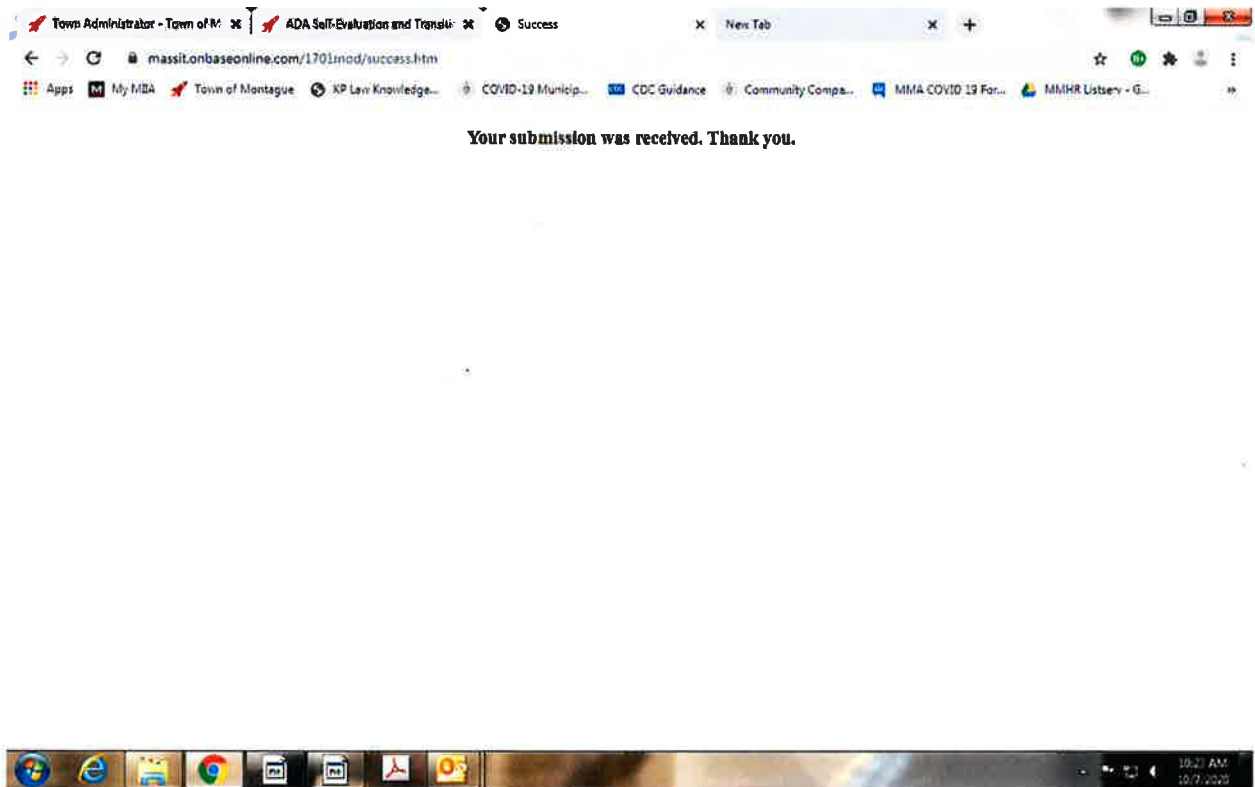 Town Administrator - Town of M
ADA Self-Evaluation and Transiti
Success
New Tab
massit.onbaseonline.com/1701mod/success.htm
Apps
My MIIA
Town of Montague
KP Law Knowledge...
COVID-19 Municip...
CDC Guidance
Community Compa...
MMA COVID 19 For...
MMHR Listserv - G...
Your submission was received. Thank you.
10:23 AM
10/7/2020